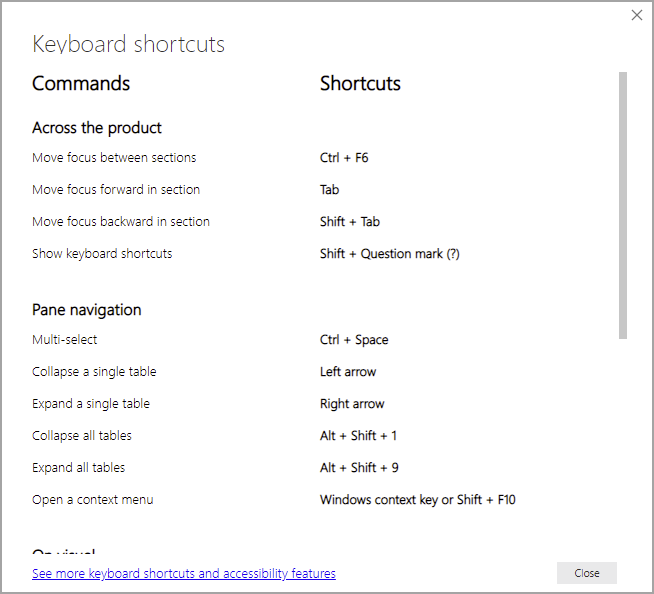 Keyboard shortcuts
Commands Shortcuts
Across the product
Move focus between sections Ctrl + F6
Move focus forward in section Tab
Move focus backward in section Shift + Tab
Show keyboard shortcuts Shift + Question mark (?)
Pane navigation
Multi-select Ctrl + Space
Collapse a single table Left arrow
Expand a single table Right arrow
Collapse all tables Alt + Shift + 1
Expand all tables Alt + Shift + 9
Open a context menu Windows context key or Shift + F10
On visual
See more keyboard shortcuts and accessibility features Close